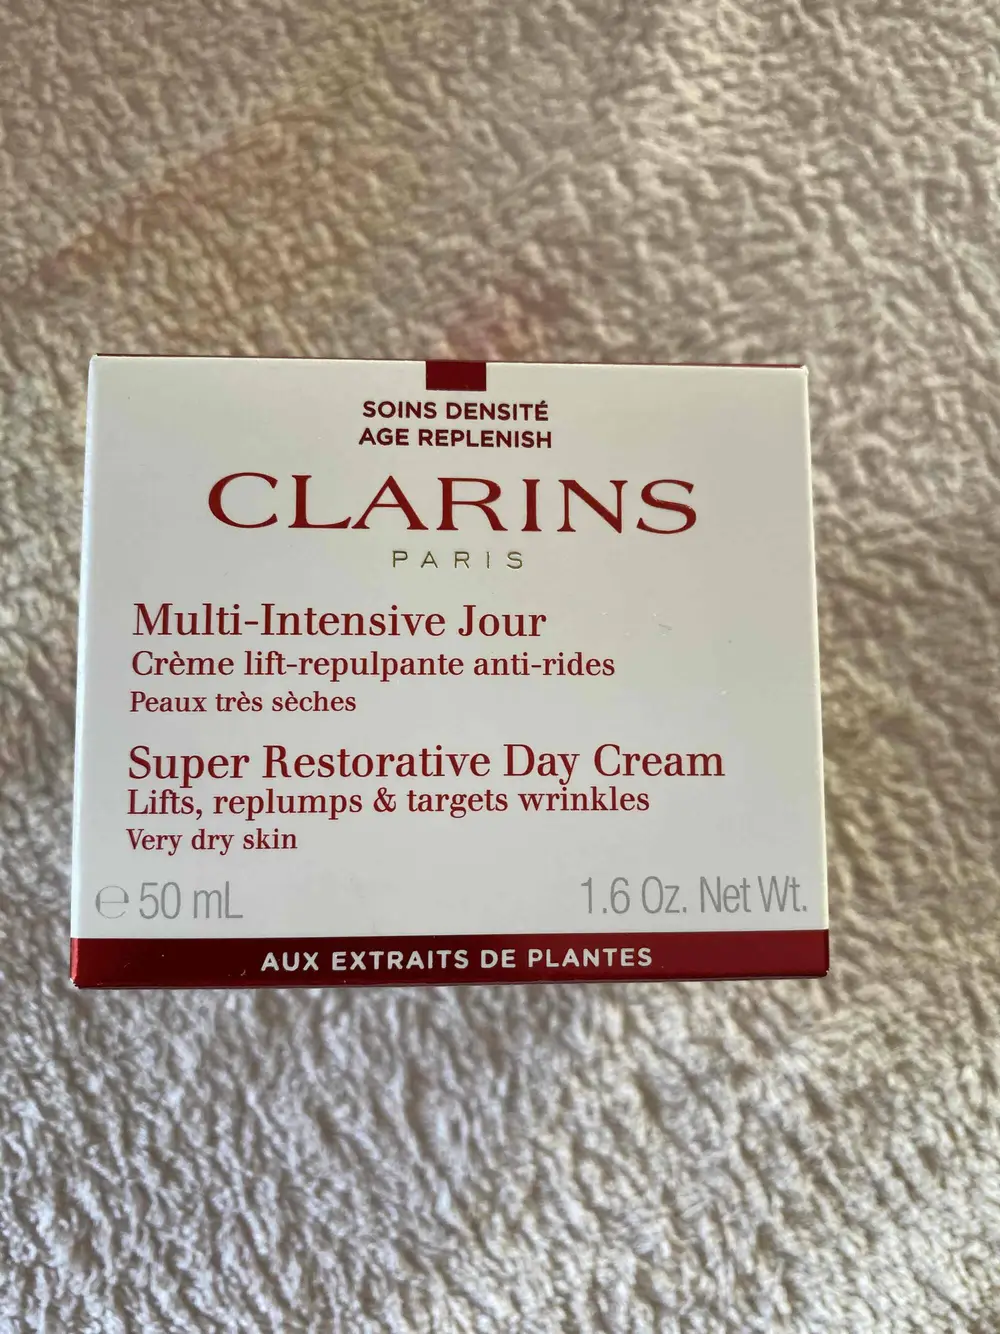 SOINS DENSITÉ
AGE REPLENISH
CLARINS
PARIS
Multi-Intensive Jour
Crème lift-repulpante anti-rides
Peaux très sèches
Super Restorative Day Cream
Lifts, replumps & targets wrinkles
Very dry skin
℮ 50 mL 1.6 Oz. Net Wt.
AUX EXTRAITS DE PLANTES